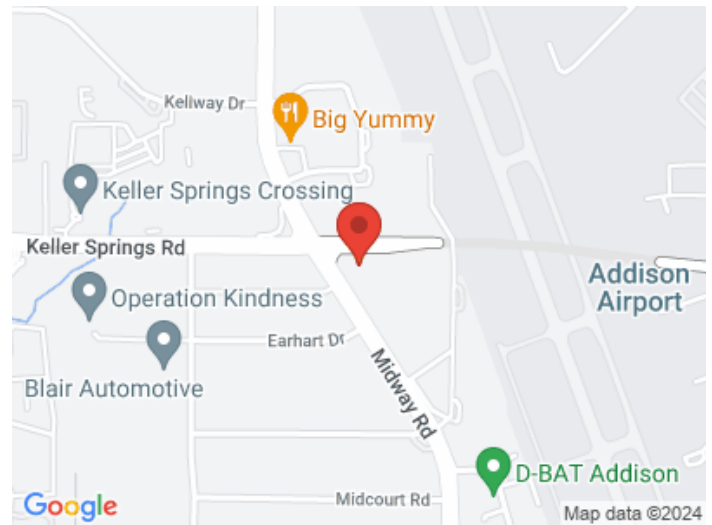 Kellway Dr
Big Yummy
Keller Springs Crossing
Keller Springs Rd
Addison
Airport
Operation Kindness
Earhart Dr
Blair Automotive
Midway Rd
D-BAT Addison
Midcourt Rd
Google
Map data ©2024